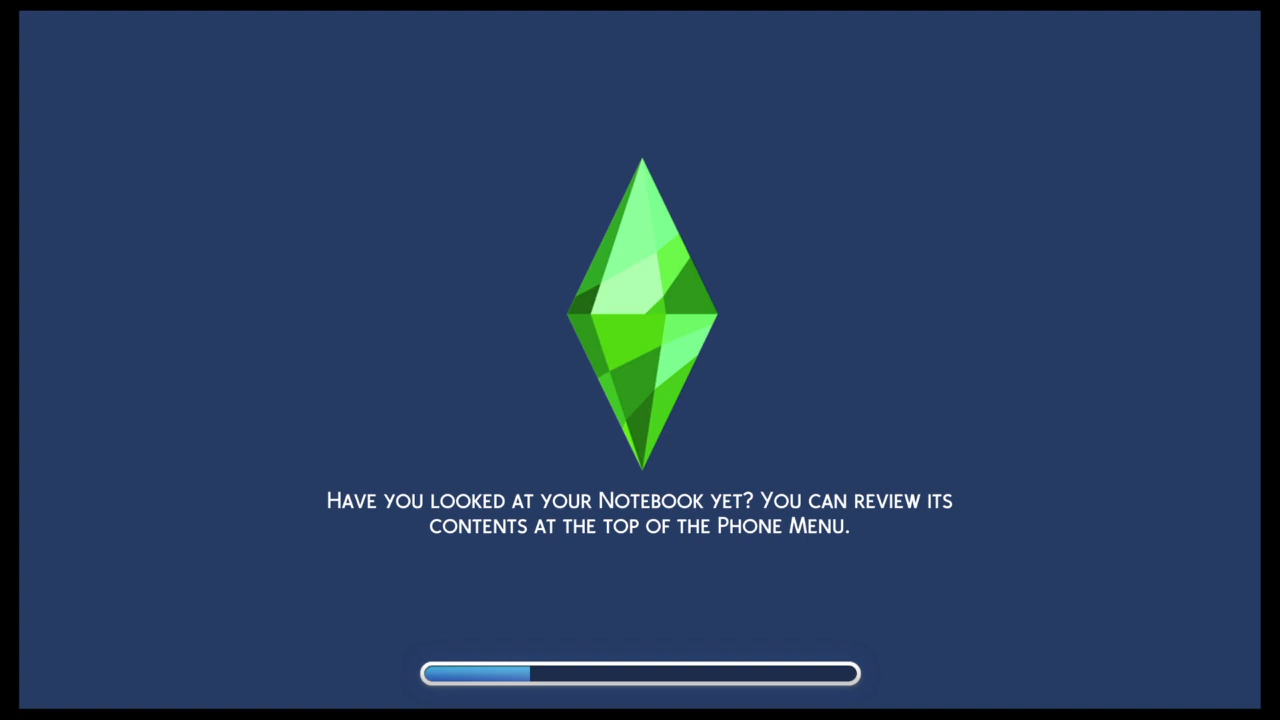 Have you looked at your Notebook yet? You can review its
contents at the top of the Phone Menu.